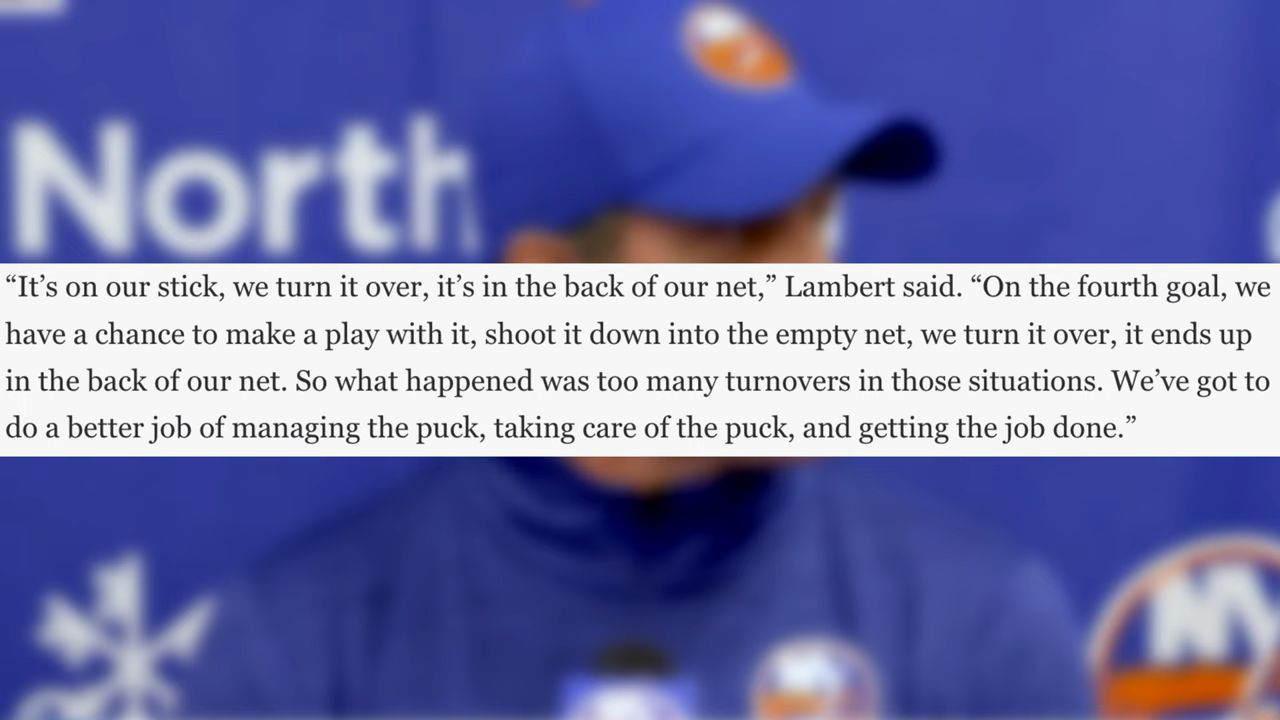 North
“It’s on our stick, we turn it over, it’s in the back of our net,” Lambert said. “On the fourth goal, we
have a chance to make a play with it, shoot it down into the empty net, we turn it over, it ends up
in the back of our net. So what happened was too many turnovers in those situations. We’ve got to
do a better job of managing the puck, taking care of the puck, and getting the job done.”
NY